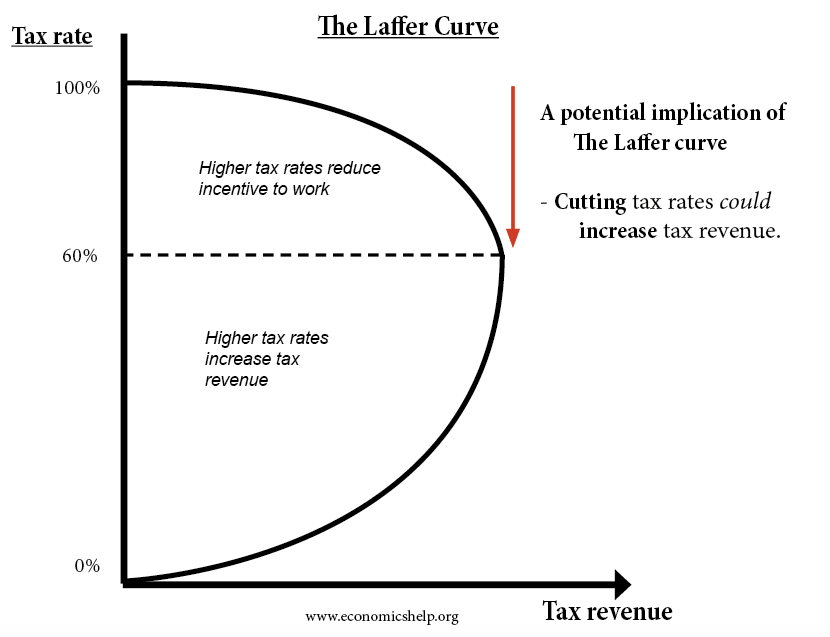 The Laffer Curve
Tax rate
100%
A potential implication of
The Laffer curve
Higher tax rates reduce
incentive to work
- Cutting tax rates could
increase tax revenue.
60%
Higher tax rates
increase tax
revenue
0%
www.economicshelp.org
Tax revenue